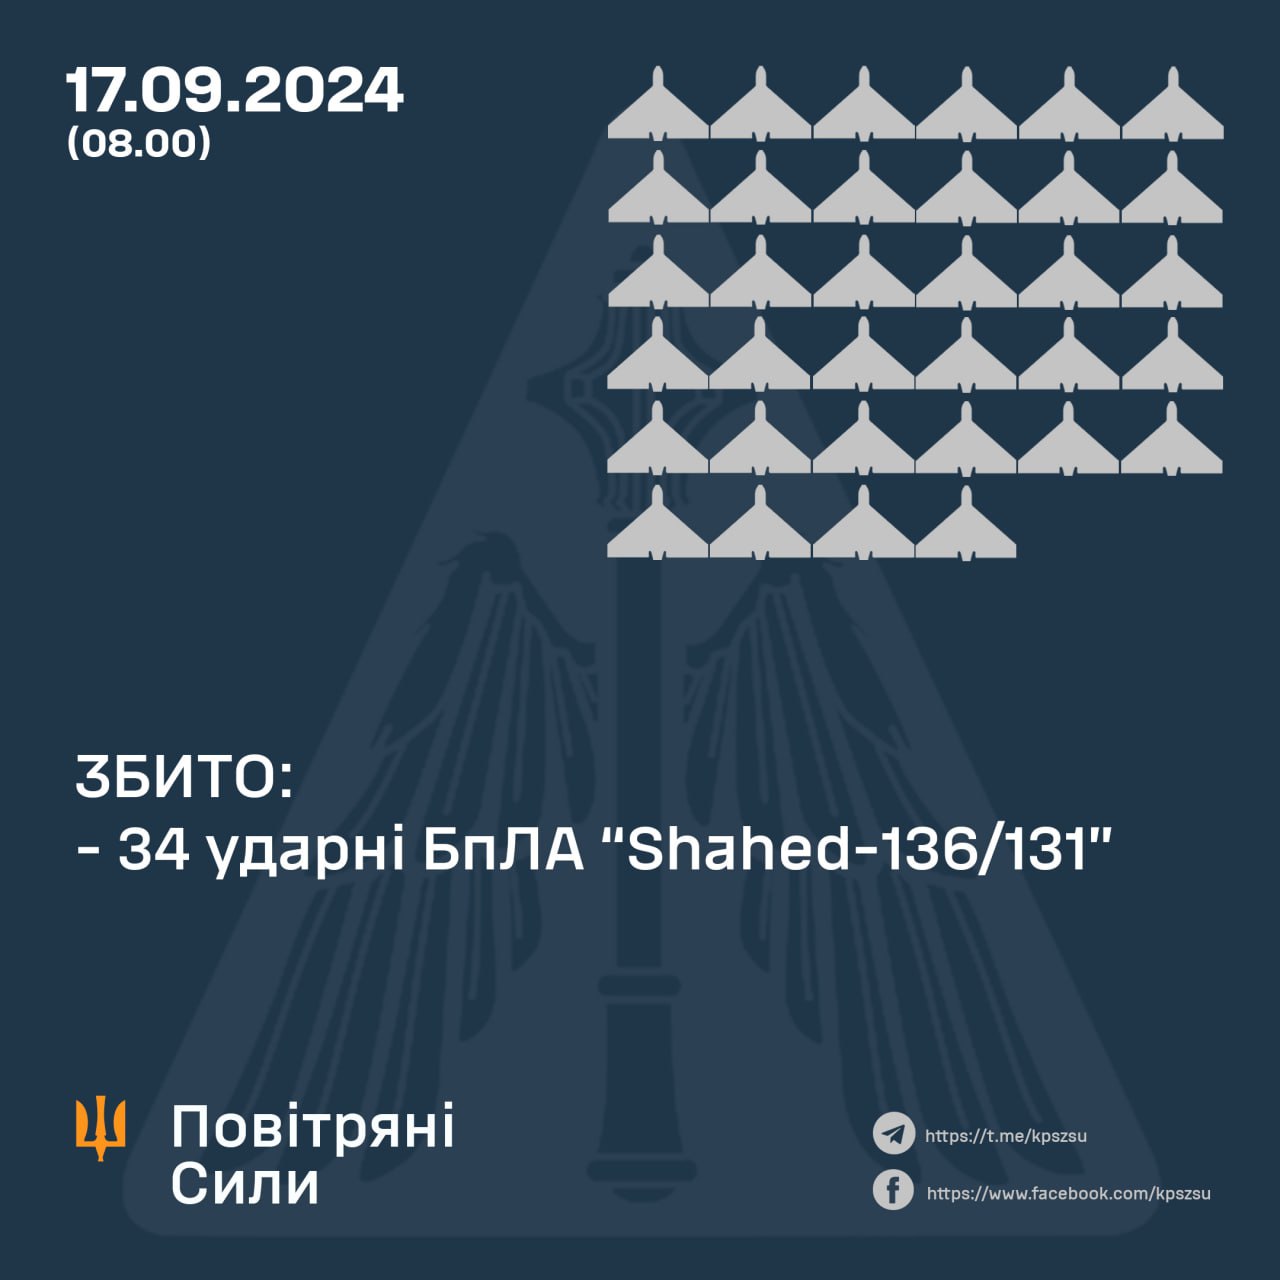 17.09.2024
(08.00)
ЗБИТО:
- 34 ударні БпЛА “Shahed-136/131”
Повітряні
Сили
https://t.me/kpszsu
https://www.facebook.com/kpszsu